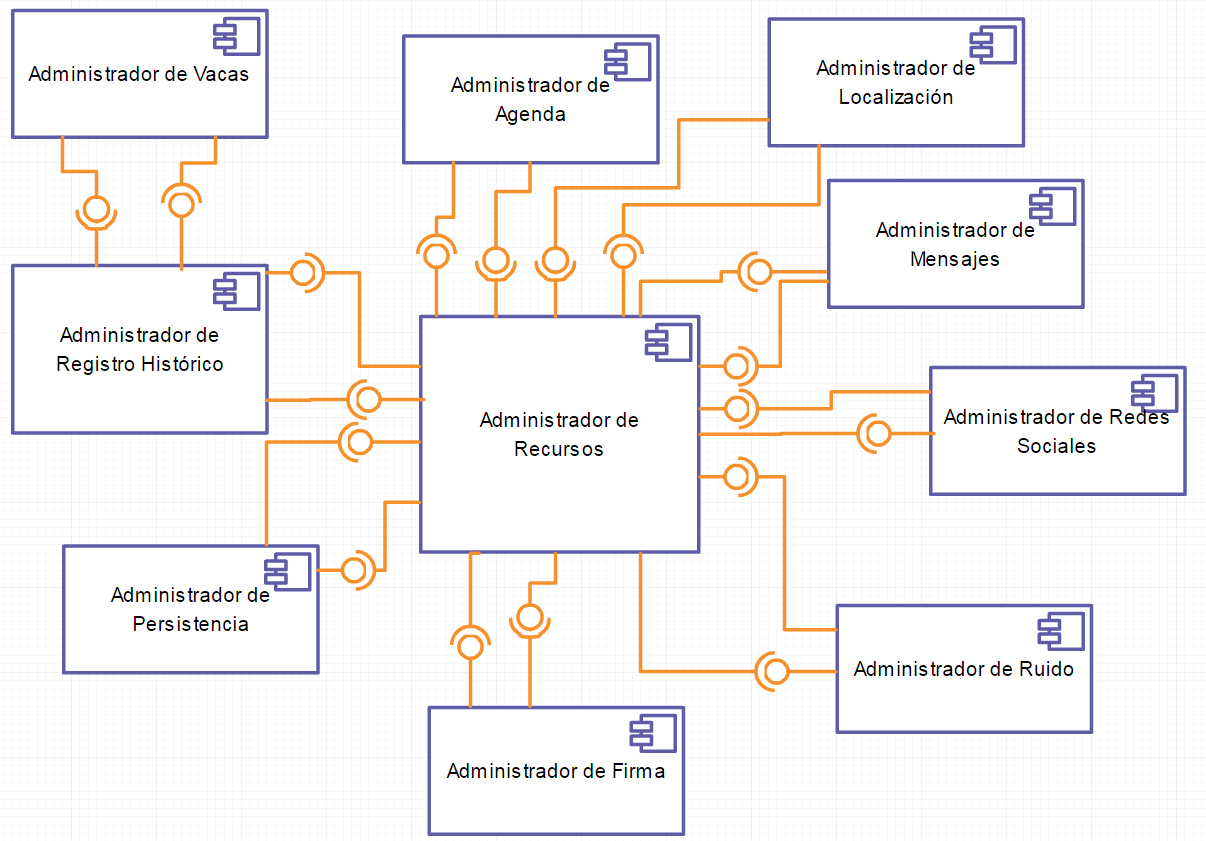 Administrador de Vacas
Administrador de
Agenda
Administrador de
Localización
Administrador de
Mensajes
Administrador de
Registro Histórico
Administrador de
Recursos
Administrador de Redes
Sociales
Administrador de
Persistencia
Administrador de Ruido
Administrador de Firma